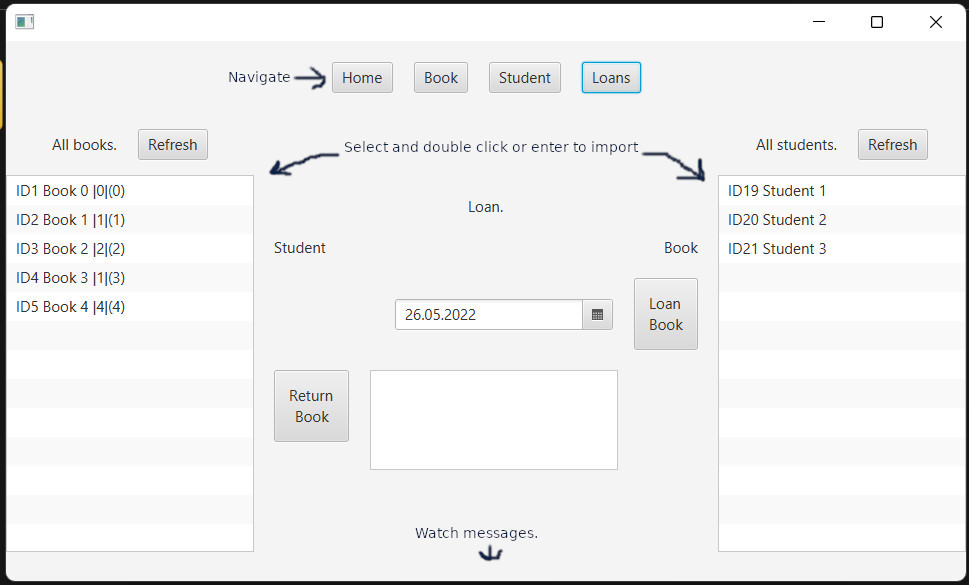 Navigate
Home
Book
Student
Loans
All books.
Refresh
Select and double click or enter to import
All students.
Refresh
ID1 Book 0 |0|(0)
ID2 Book 1 |1|(1)
ID3 Book 2 |2|(2)
ID4 Book 3 |1|(3)
ID5 Book 4 |4|(4)
Loan.
Student
Book
26.05.2022
Loan
Book
Return
Book
Watch messages.
ID19 Student 1
ID20 Student 2
ID21 Student 3